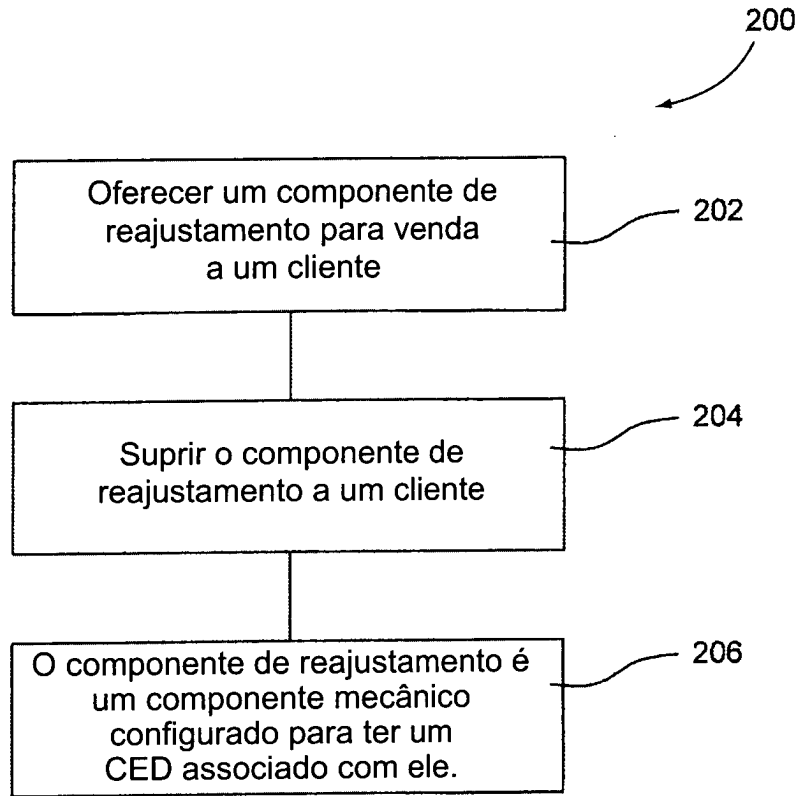 200
Oferecer um componente de
reajustamento para venda
a um cliente
202
Suprir o componente de
reajustamento a um cliente
204
O componente de reajustamento é
um componente mecânico
configurado para ter um
CED associado com ele.
206